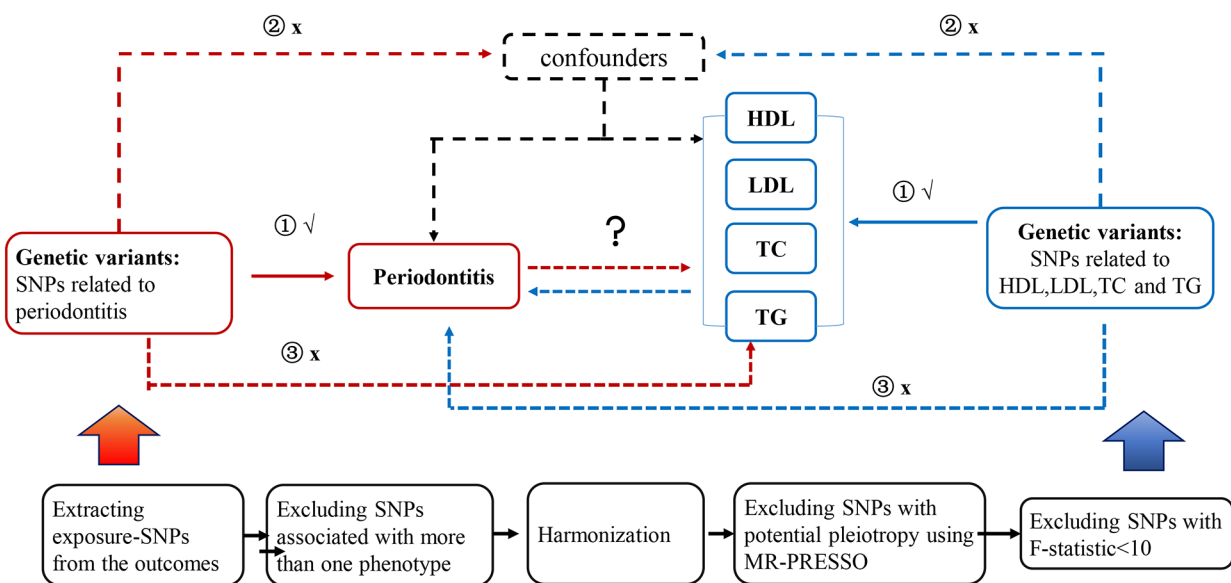 ② x
② x
confounders
HDL
LDL
① √
① √
?
TC
Genetic variants:
SNPs related to
periodontitis
Periodontitis
Genetic variants:
SNPs related to
HDL,LDL,TC and TG
TG
③ x
③ x
Extracting
exposure-SNPs
from the outcomes
Excluding SNPs
associated with more
than one phenotype
Harmonization
Excluding SNPs with
potential pleiotropy using
MR-PRESSO
Excluding SNPs with
F-statistic<10